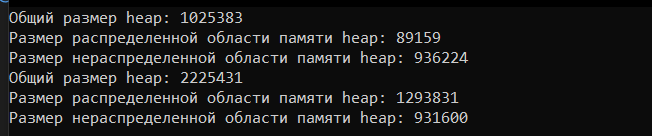 Общий размер heap: 1025383
Размер распределенной области памяти heap: 89159
Размер нераспределенной области памяти heap: 936224
Общий размер heap: 2225431
Размер распределенной области памяти heap: 1293831
Размер нераспределенной области памяти heap: 931600